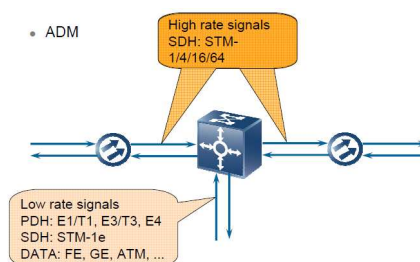 • ADM
High rate signals
SDH: STM-
1/4/16/64
Low rate signals
PDH: E1/T1, E3/T3, E4
SDH: STM-1e
DATA: FE, GE, ATM, ...